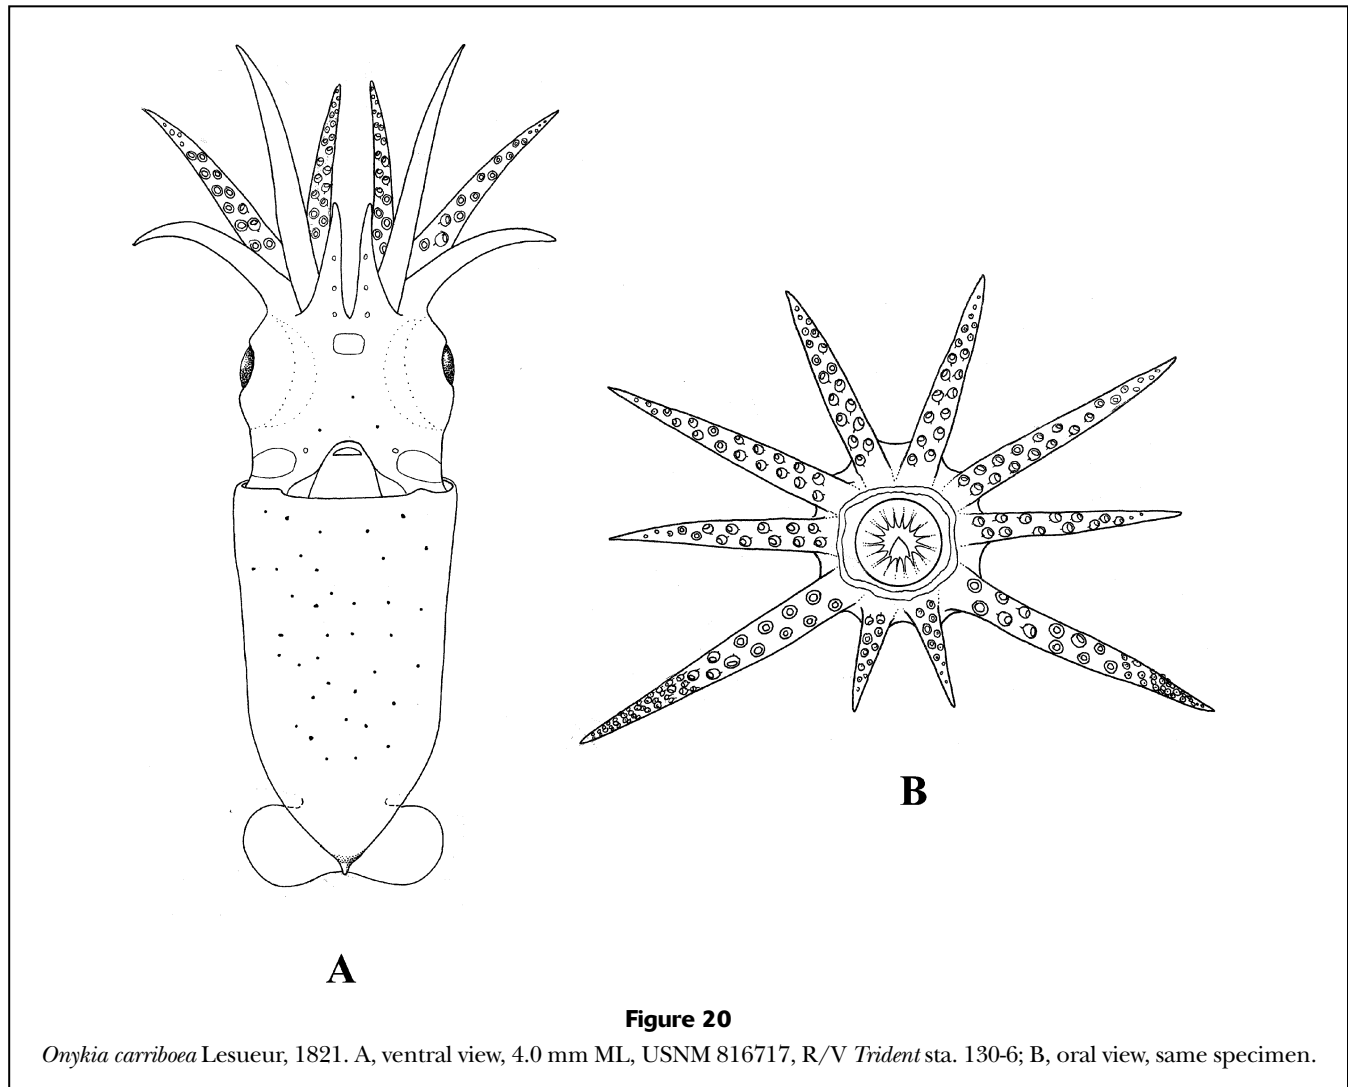 A
B
Figure 20
Onykia carriboea Lesueur, 1821. A, ventral view, 4.0 mm ML, USNM 816717, R/V Trident sta. 130-6; B, oral view, same specimen.